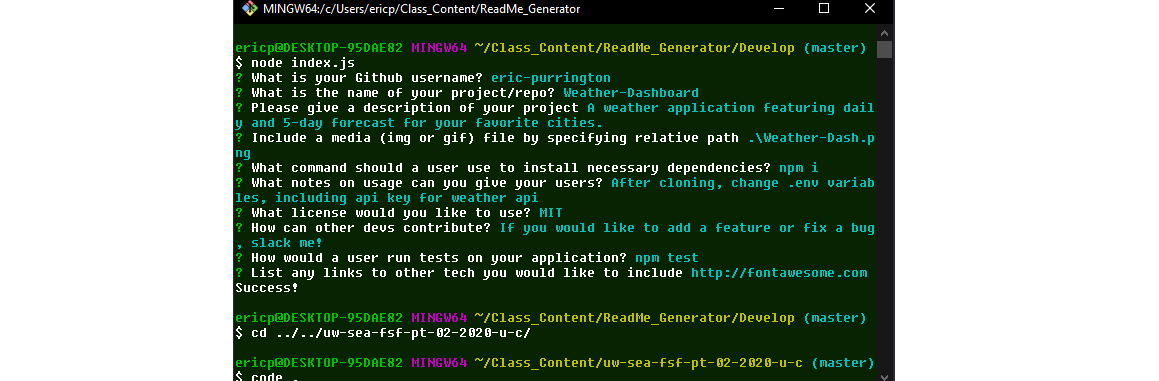 MINGW64:/c/Users/ericp/Class_Content/ReadMe_Generator
ericp@DESKTOP-95DAE82 MINGW64 ~/Class_Content/ReadMe_Generator/Develop (master)
$ node index.js
? What is your Github username? eric-purrington
? What is the name of your project/repo? Weather-Dashboard
? Please give a description of your project A weather application featuring dail
y and 5-day forecast for your favorite cities.
? Include a media (img or gif) file by specifying relative path .\Weather-Dash.p
ng
? What command should a user use to install necessary dependencies? npm i
? What notes on usage can you give your users? After cloning, change .env variab
les, including api key for weather api
? What license would you like to use? MIT
? How can other devs contribute? If you would like to add a feature or fix a bug
, slack me!
? How would a user run tests on your application? npm test
? List any links to other tech you would like to include http://fontawesome.com
Success!
ericp@DESKTOP-95DAE82 MINGW64 ~/Class_Content/ReadMe_Generator/Develop (master)
$ cd ../../uw-sea-fsf-pt-02-2020-u-c/
ericp@DESKTOP-95DAE82 MINGW64 ~/Class_Content/uw-sea-fsf-pt-02-2020-u-c (master)
$ code .